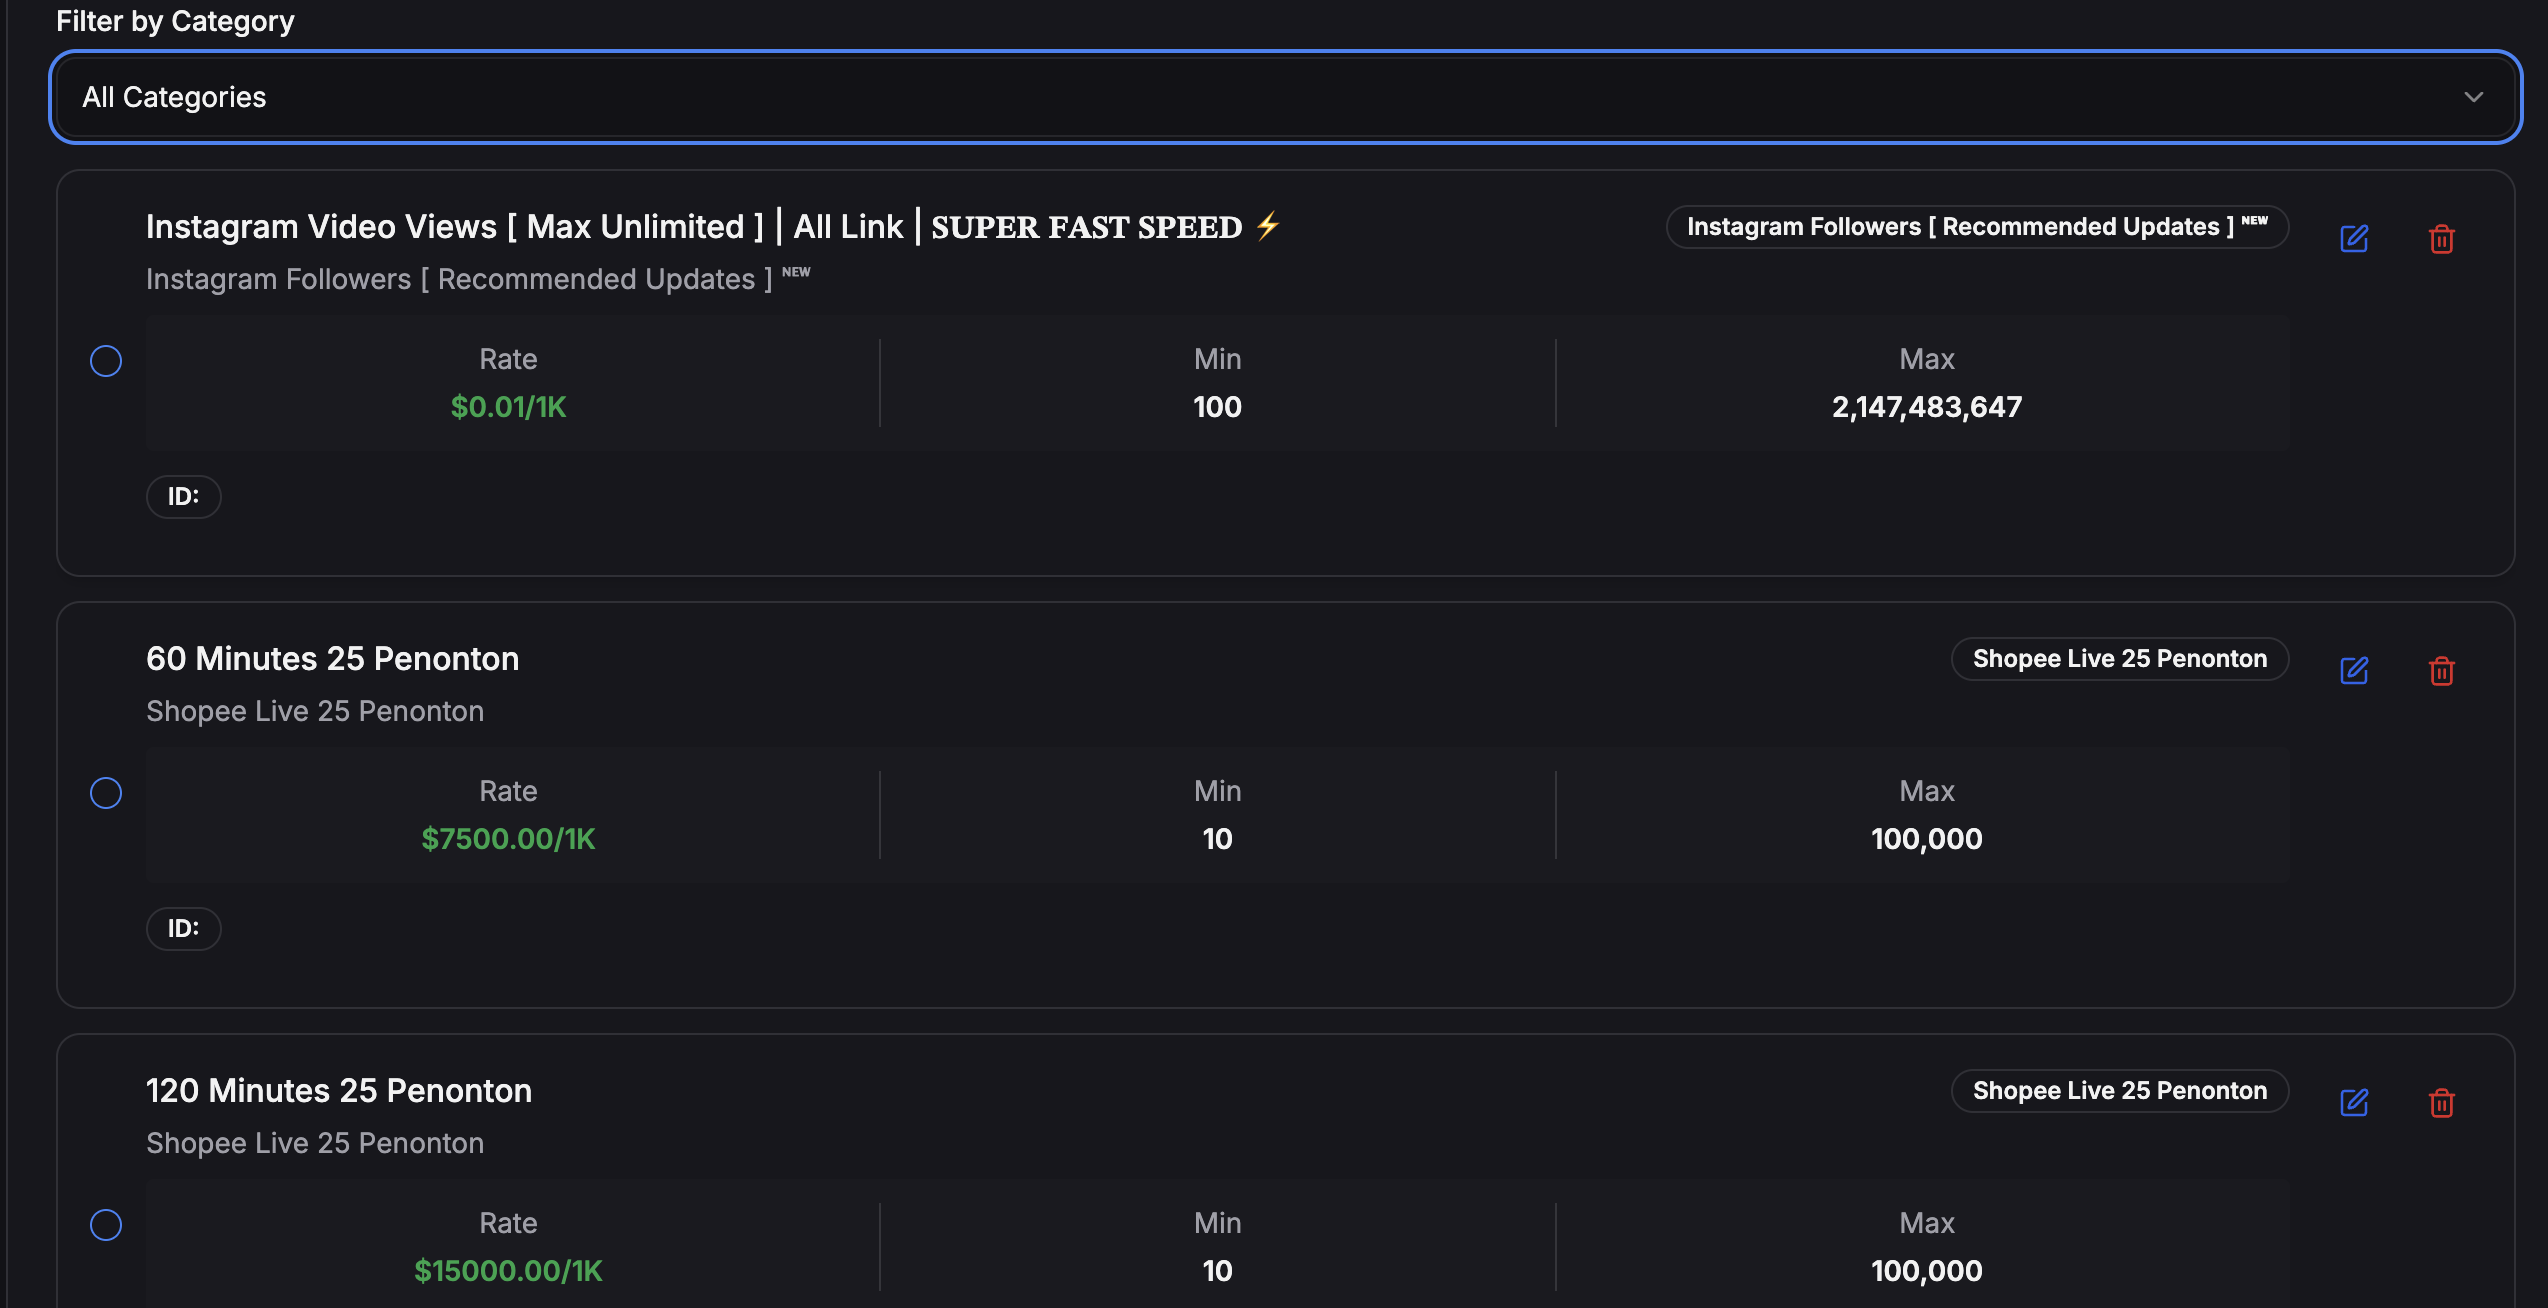 Filter by Category
All Categories
Instagram Video Views [ Max Unlimited ] | All Link | 𝐒𝐔𝐏𝐄𝐑 𝐅𝐀𝐒𝐓 𝐒𝐏𝐄𝐄𝐃 ⚡
Instagram Followers [ Recommended Updates ] ᴺᴱᵂ
Instagram Followers [ Recommended Updates ] ᴺᴱᵂ
Rate
Min
Max
$0.01/1K
100
2,147,483,647
ID:
60 Minutes 25 Penonton
Shopee Live 25 Penonton
Shopee Live 25 Penonton
Rate
Min
Max
$7500.00/1K
10
100,000
ID:
120 Minutes 25 Penonton
Shopee Live 25 Penonton
Shopee Live 25 Penonton
Rate
Min
Max
$15000.00/1K
10
100,000